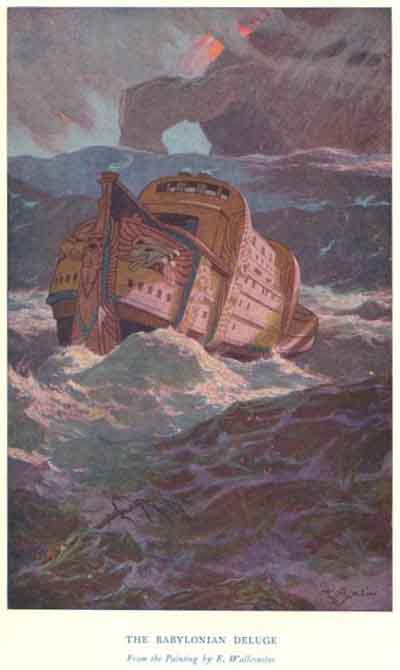 THE BABYLONIAN DELUGE
From the Painting by E. Wallcousins